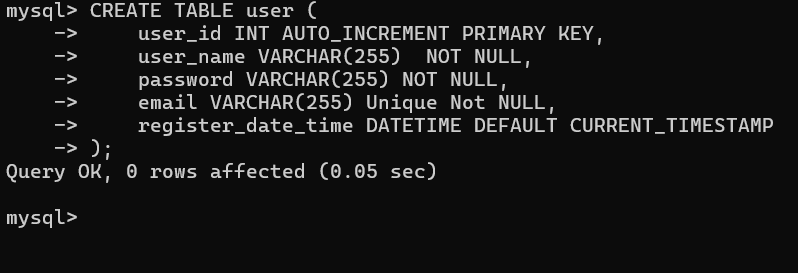 mysql> CREATE TABLE user (
    ->     user_id INT AUTO_INCREMENT PRIMARY KEY,
    ->     user_name VARCHAR(255)  NOT NULL,
    ->     password VARCHAR(255) NOT NULL,
    ->     email VARCHAR(255) Unique Not NULL,
    ->     register_date_time DATETIME DEFAULT CURRENT_TIMESTAMP
    -> );
Query OK, 0 rows affected (0.05 sec)
mysql>